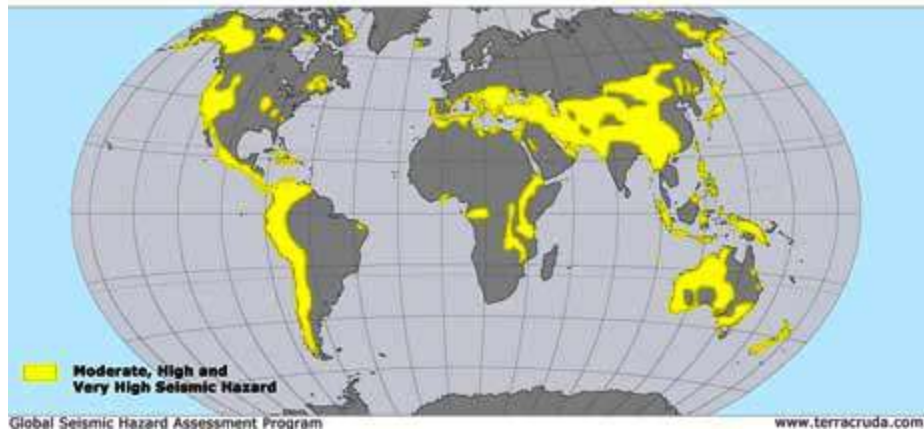 Moderate, High and
Very High Seismic Hazard
Global Seismic Hazard Assessment Program
www.terracruda.com